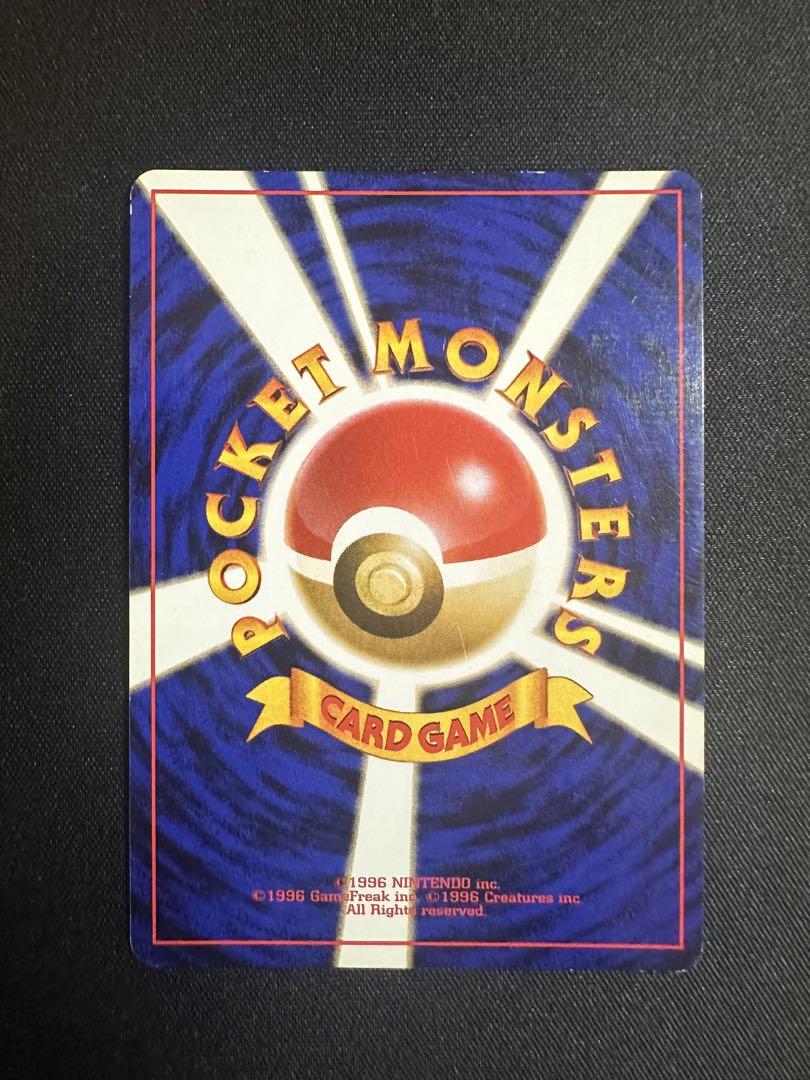 POCKET MONSTERS
CARD GAME
©1996 NINTENDO inc.
©1996 GameFreak inc. ©1996 Creatures inc
All Rights reserved.